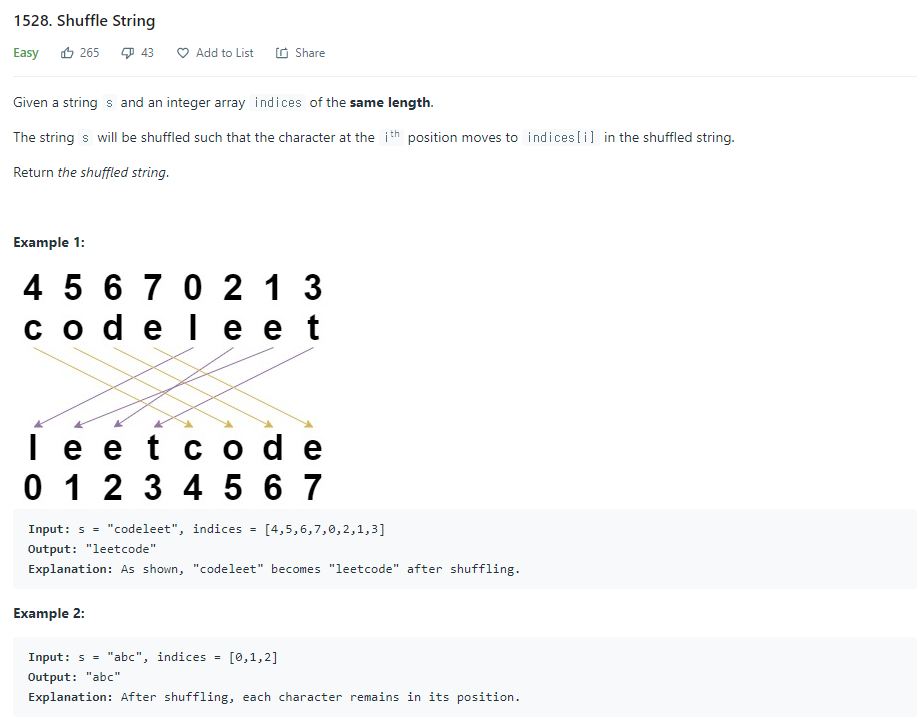 1528. Shuffle String
Easy 265 43 Add to List Share
Given a string s and an integer array indices of the same length.
The string s will be shuffled such that the character at the ith position moves to indices[i] in the shuffled string.
Return the shuffled string.
Example 1:
4 5 6 7 0 2 1 3
c o d e l e e t
l e e t c o d e
0 1 2 3 4 5 6 7
Input: s = "codeleet", indices = [4,5,6,7,0,2,1,3]
Output: "leetcode"
Explanation: As shown, "codeleet" becomes "leetcode" after shuffling.
Example 2:
Input: s = "abc", indices = [0,1,2]
Output: "abc"
Explanation: After shuffling, each character remains in its position.